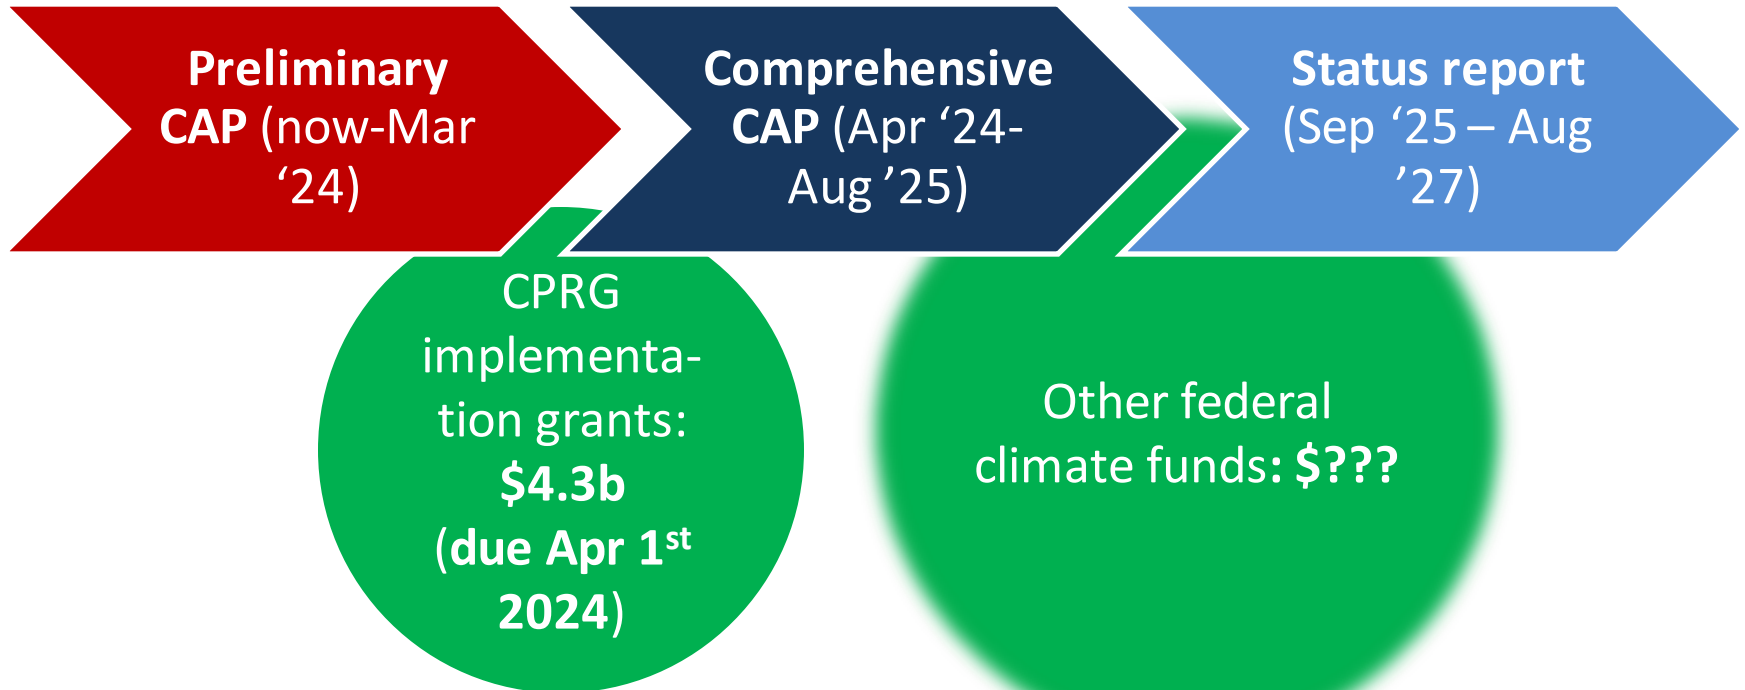 Preliminary
CAP (now-Mar
‘24)
Comprehensive
CAP (Apr ‘24-
Aug ’25)
Status report
(Sep ‘25 – Aug
’27)
CPRG
implementa-
tion grants:
$4.3b
(due Apr 1st
2024)
Other federal
climate funds: $???